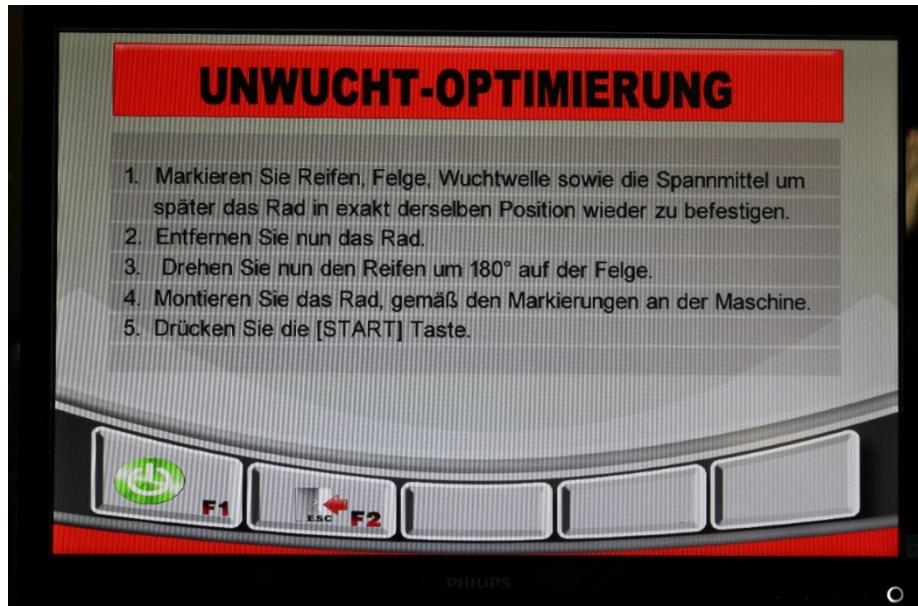 UNWUCHT-OPTIMIERUNG
1. Markieren Sie Reifen, Felge, Wuchtwelle sowie die Spannmittel um
später das Rad in exakt derselben Position wieder zu befestigen.
2. Entfernen Sie nun das Rad.
3. Drehen Sie nun den Reifen um 180° auf der Felge.
4. Montieren Sie das Rad, gemäß den Markierungen an der Maschine.
5. Drücken Sie die [START] Taste.
F1
ESC F2
PHILIPS